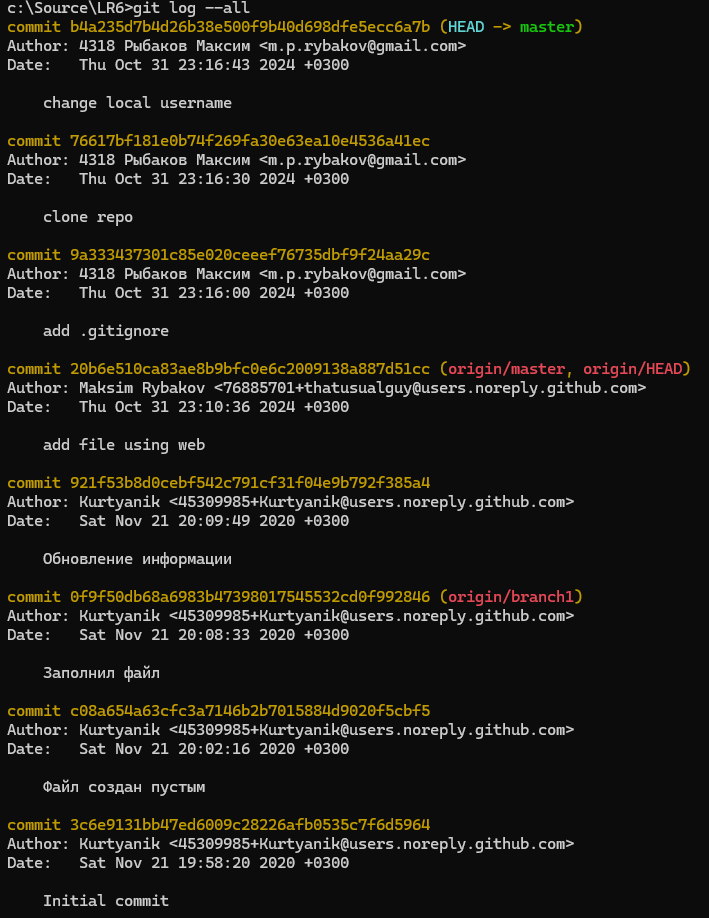 c:\Source\LR6>git log --all
commit b4a235d7b4d26b38e500f9b40d698dfe5ecc6a7b (HEAD -> master)
Author: 4318 Рыбаков Максим <m.p.rybakov@gmail.com>
Date:   Thu Oct 31 23:16:43 2024 +0300
    change local username
commit 76617bf181e0b74f269fa30e63ea10e4536a41ec
Author: 4318 Рыбаков Максим <m.p.rybakov@gmail.com>
Date:   Thu Oct 31 23:16:30 2024 +0300
    clone repo
commit 9a333437301c85e020ceeef76735dbf9f24aa29c
Author: 4318 Рыбаков Максим <m.p.rybakov@gmail.com>
Date:   Thu Oct 31 23:16:00 2024 +0300
    add .gitignore
commit 20b6e510ca83ae8b9bfc0e6c2009138a887d51cc (origin/master, origin/HEAD)
Author: Maksim Rybakov <76885701+thatusualguy@users.noreply.github.com>
Date:   Thu Oct 31 23:10:36 2024 +0300
    add file using web
commit 921f53b8d0cebf542c791cf31f04e9b792f385a4
Author: Kurtyanik <45309985+Kurtyanik@users.noreply.github.com>
Date:   Sat Nov 21 20:09:49 2020 +0300
    Обновление информации
commit 0f9f50db68a6983b47398017545532cd0f992846 (origin/branch1)
Author: Kurtyanik <45309985+Kurtyanik@users.noreply.github.com>
Date:   Sat Nov 21 20:08:33 2020 +0300
    Заполнил файл
commit c08a654a63cfc3a7146b2b7015884d9020f5cbf5
Author: Kurtyanik <45309985+Kurtyanik@users.noreply.github.com>
Date:   Sat Nov 21 20:02:16 2020 +0300
    Файл создан пустым
commit 3c6e9131bb47ed6009c28226afb0535c7f6d5964
Author: Kurtyanik <45309985+Kurtyanik@users.noreply.github.com>
Date:   Sat Nov 21 19:58:20 2020 +0300
    Initial commit